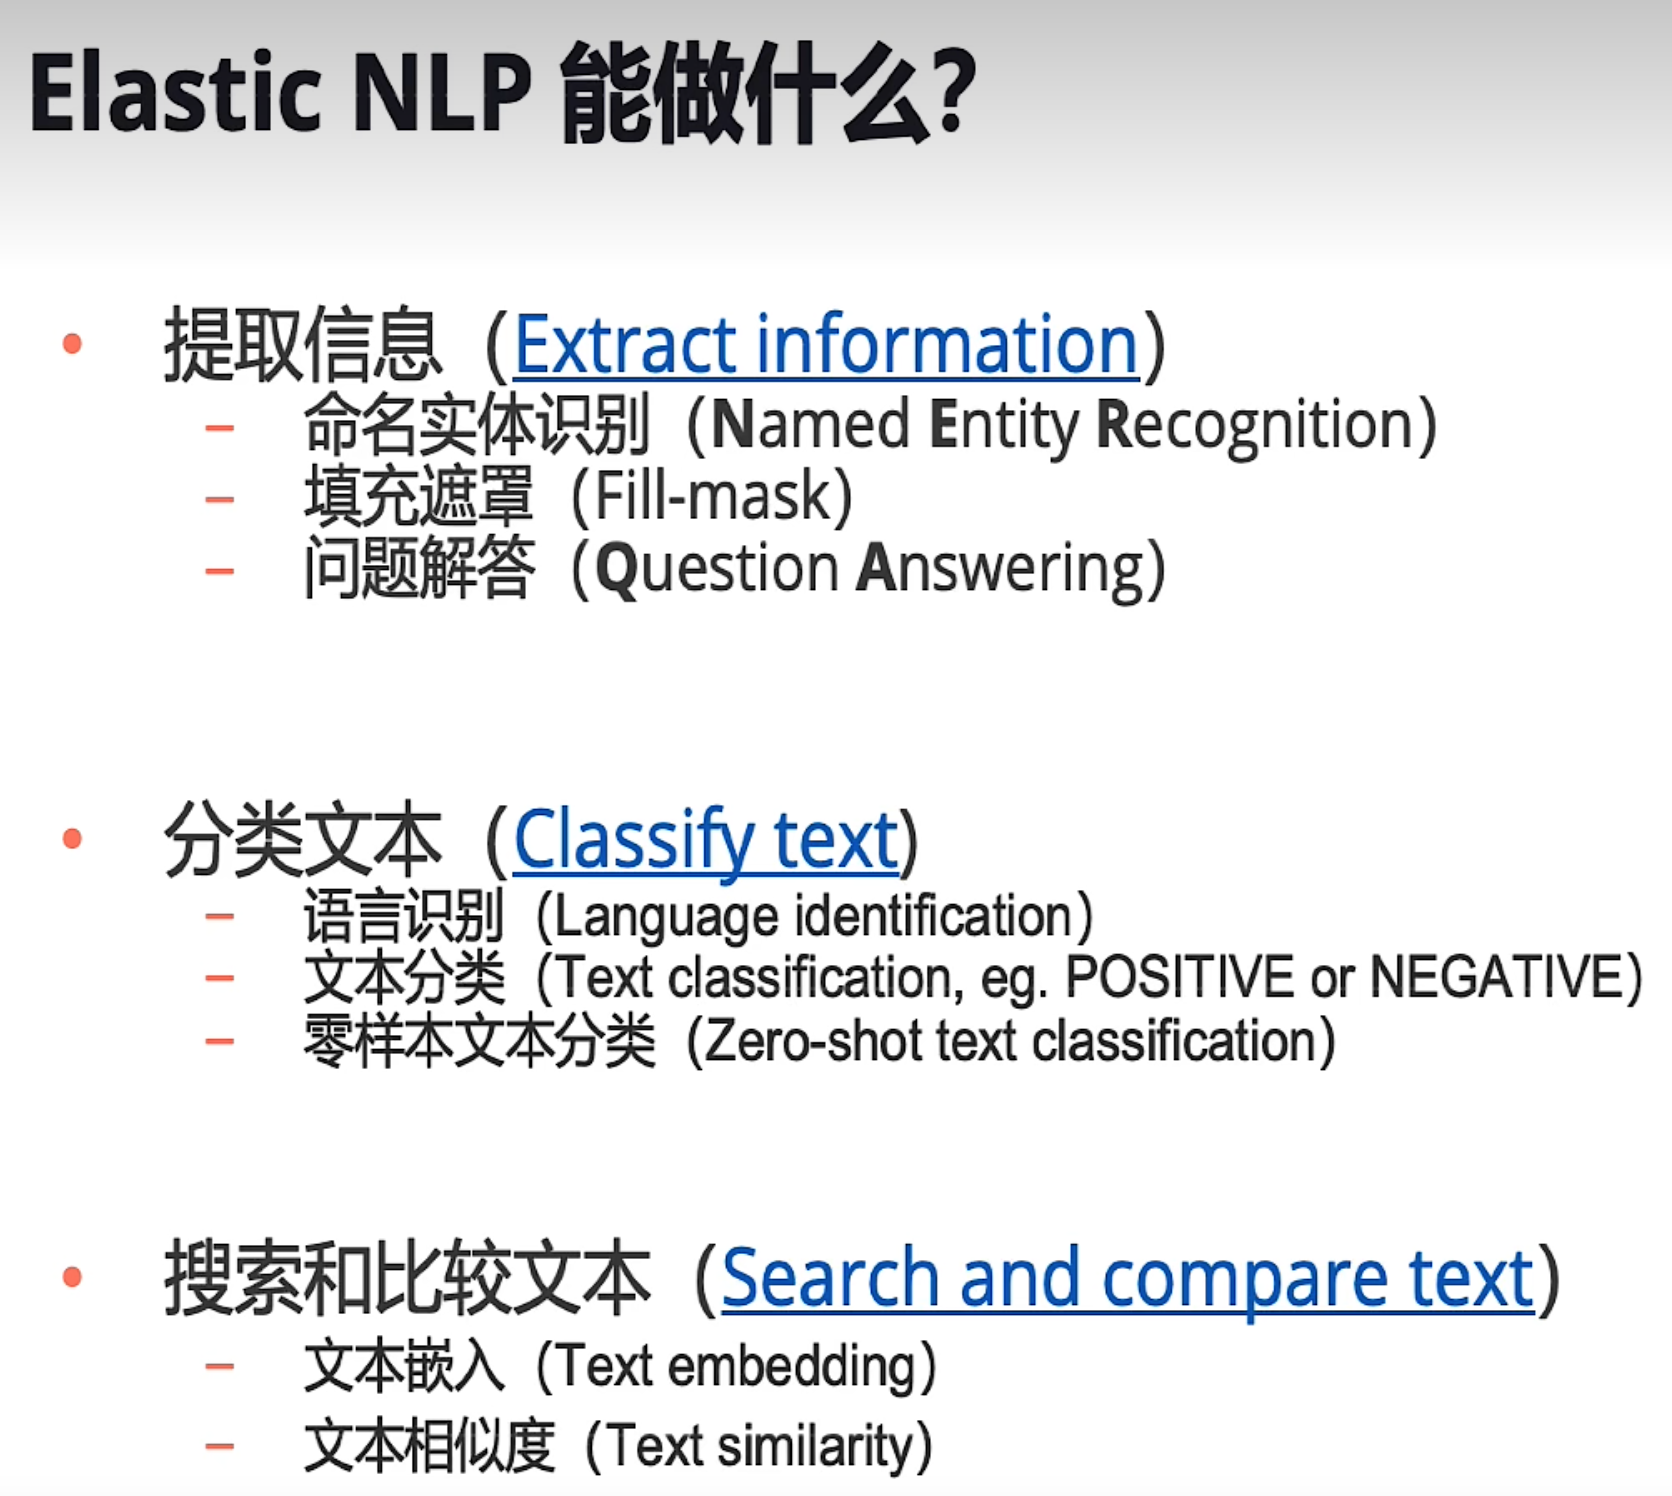 Elastic NLP 能做什么?
• 提取信息（Extract information）
– 命名实体识别（Named Entity Recognition）
– 填充遮罩（Fill-mask）
– 问题解答（Question Answering）
• 分类文本（Classify text）
– 语言识别（Language identification）
– 文本分类（Text classification, eg. POSITIVE or NEGATIVE）
– 零样本文本分类（Zero-shot text classification）
• 搜索和比较文本（Search and compare text）
– 文本嵌入（Text embedding）
– 文本相似度（Text similarity）